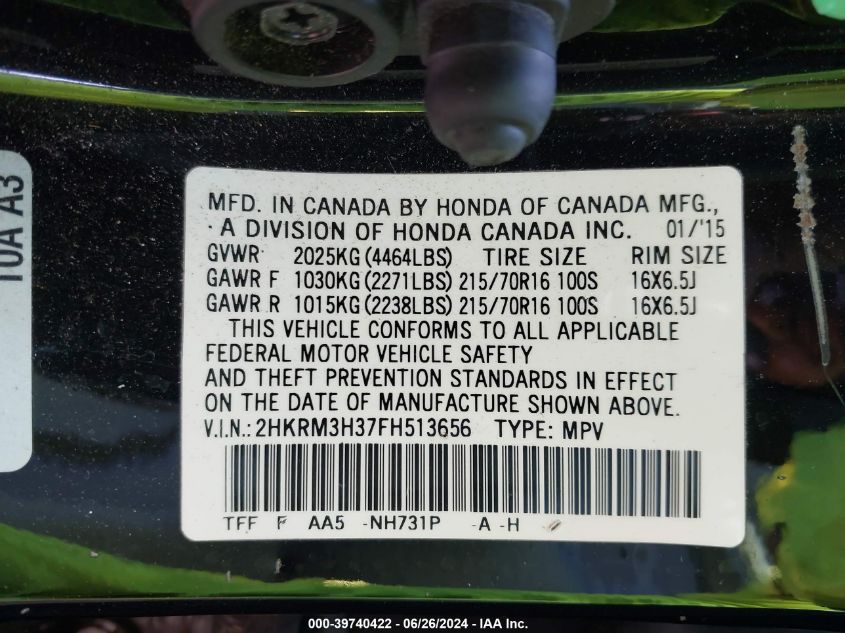 10A A3
MFD. IN CANADA BY HONDA OF CANADA MFG.,
A DIVISION OF HONDA CANADA INC. 01/'15
GVWR 2025KG (4464LBS) TIRE SIZE RIM SIZE
GAWR F 1030KG (2271LBS) 215/70R16 100S 16X6.5J
GAWR R 1015KG (2238LBS) 215/70R16 100S 16X6.5J
THIS VEHICLE CONFORMS TO ALL APPLICABLE
FEDERAL MOTOR VEHICLE SAFETY
AND THEFT PREVENTION STANDARDS IN EFFECT
ON THE DATE OF MANUFACTURE SHOWN ABOVE.
V.I.N.: 2HKRM3H37FH513656 TYPE: MPV
TFF F AA5 -NH731P -A -H
000-39740422 - 06/26/2024 - IAA Inc.